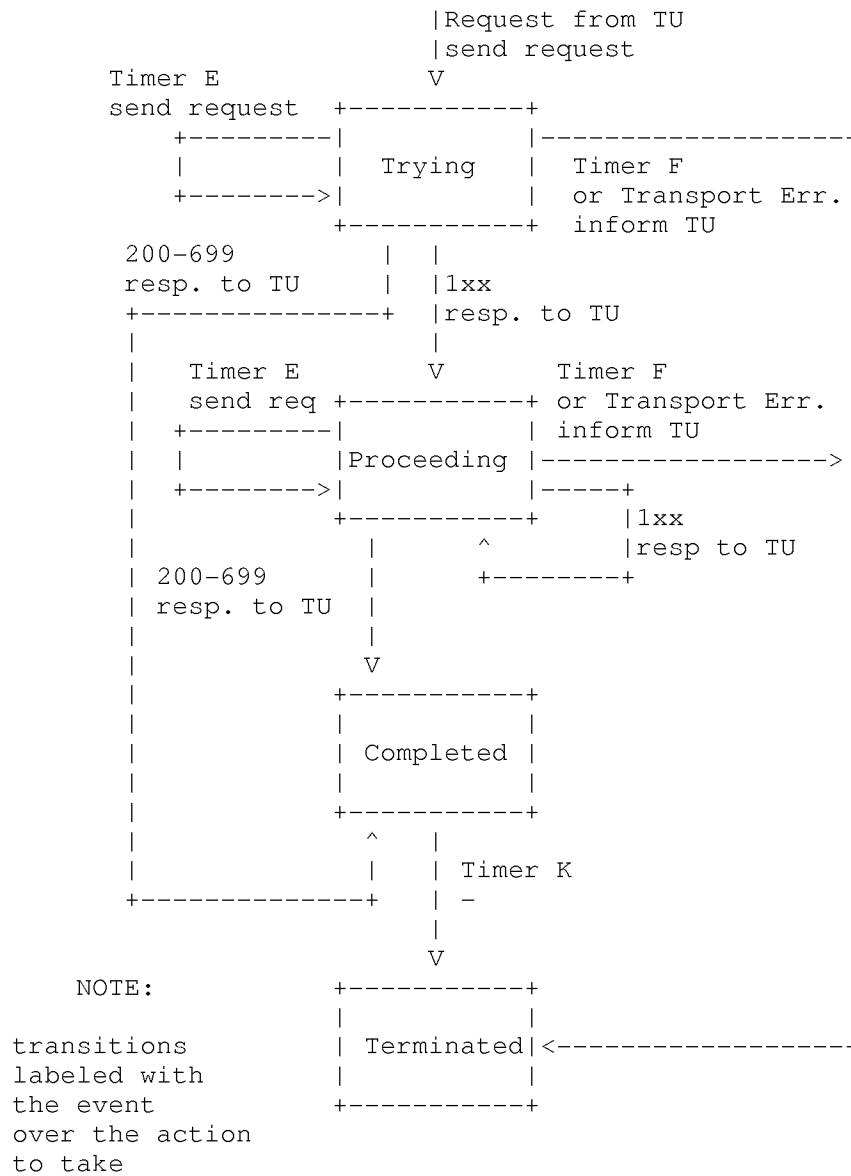 |Request from TU
|send request
Timer E V
send request +-----------+
+---------| |-------------------
| | Trying | Timer F
+-------->| | or Transport Err.
+-----------+ inform TU
200-699 | |
resp. to TU | |1xx
+---------------+ |resp. to TU
| |
| Timer E V Timer F
| send req +-----------+ or Transport Err.
| +---------| | inform TU
| | |Proceeding |------------------>
| +-------->| |-----+
| +-----------+ |1xx
| | ^ |resp to TU
| 200-699 | +--------+
| resp. to TU |
| |
| V
| +-----------+
| | |
| | Completed |
| | |
| +-----------+
| ^ |
| | | Timer K
+--------------+ | -
|
V
NOTE: +-----------+
| |
transitions | Terminated|<-------------------
labeled with | |
the event +-----------+
over the action
to take